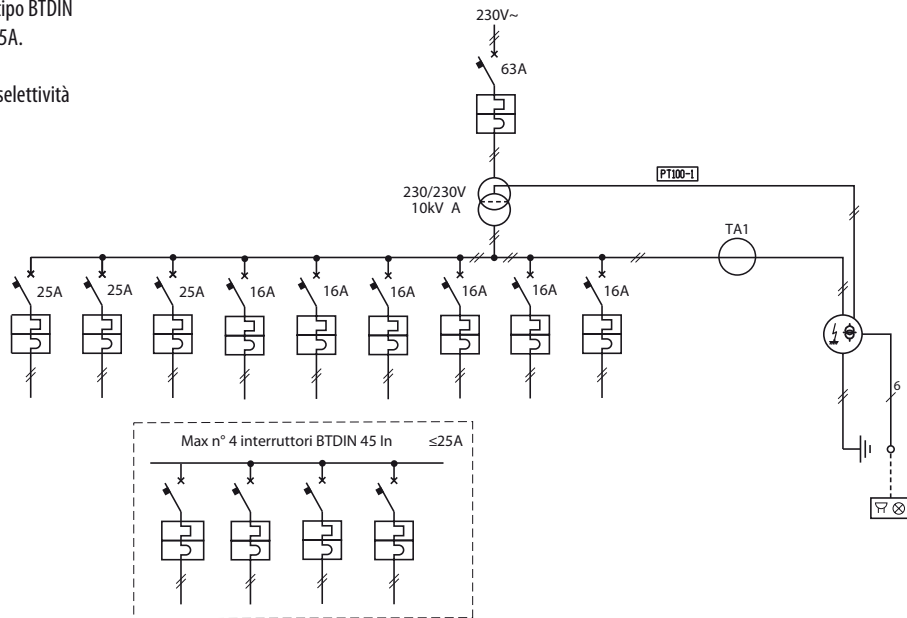 tipo BTDIN
5A.
selettività
230V~
63A
230/230V
10kV A
PT100-1
TA1
25A
25A
25A
16A
16A
16A
16A
16A
16A
6
Max n° 4 interruttori BTDIN 45 In ≤25A